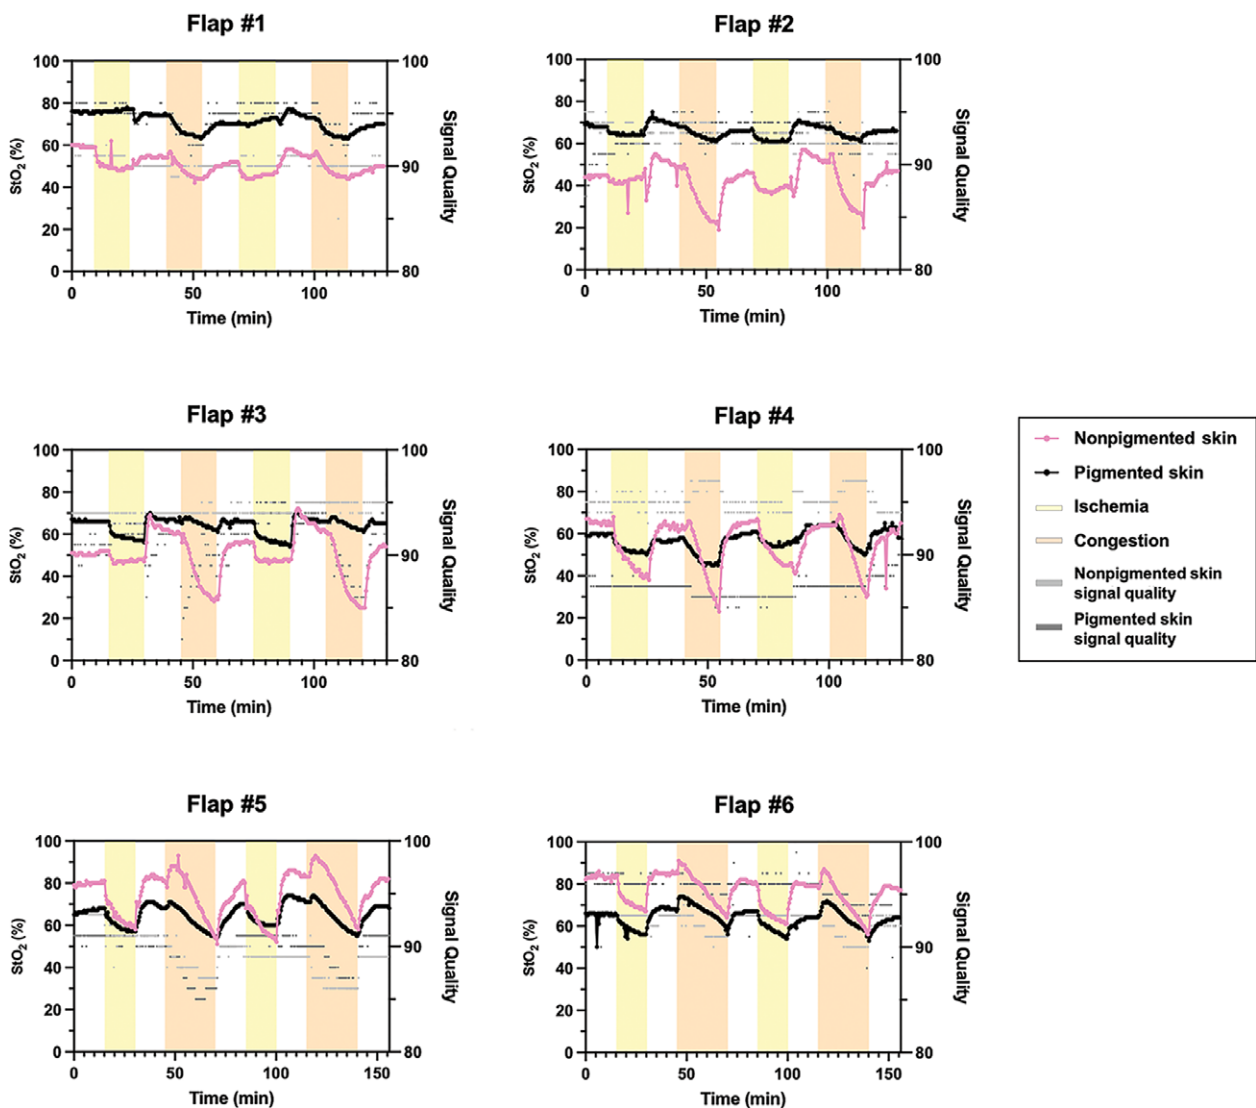 Flap #1
Flap #2
100
80
60
40
20
0
StO2 (%)
100
90
80
Signal Quality
0
50
100
Time (min)
100
80
60
40
20
0
StO2 (%)
100
90
80
Signal Quality
0
50
100
Time (min)
Flap #3
Flap #4
100
80
60
40
20
0
StO2 (%)
100
90
80
Signal Quality
0
50
100
Time (min)
100
80
60
40
20
0
StO2 (%)
100
90
80
Signal Quality
0
50
100
Time (min)
Nonpigmented skin
Pigmented skin
Ischemia
Congestion
Nonpigmented skin
signal quality
Pigmented skin
signal quality
Flap #5
Flap #6
100
80
60
40
20
0
StO2 (%)
100
90
80
Signal Quality
0
50
100
150
Time (min)
100
80
60
40
20
0
StO2 (%)
100
90
80
Signal Quality
0
50
100
150
Time (min)